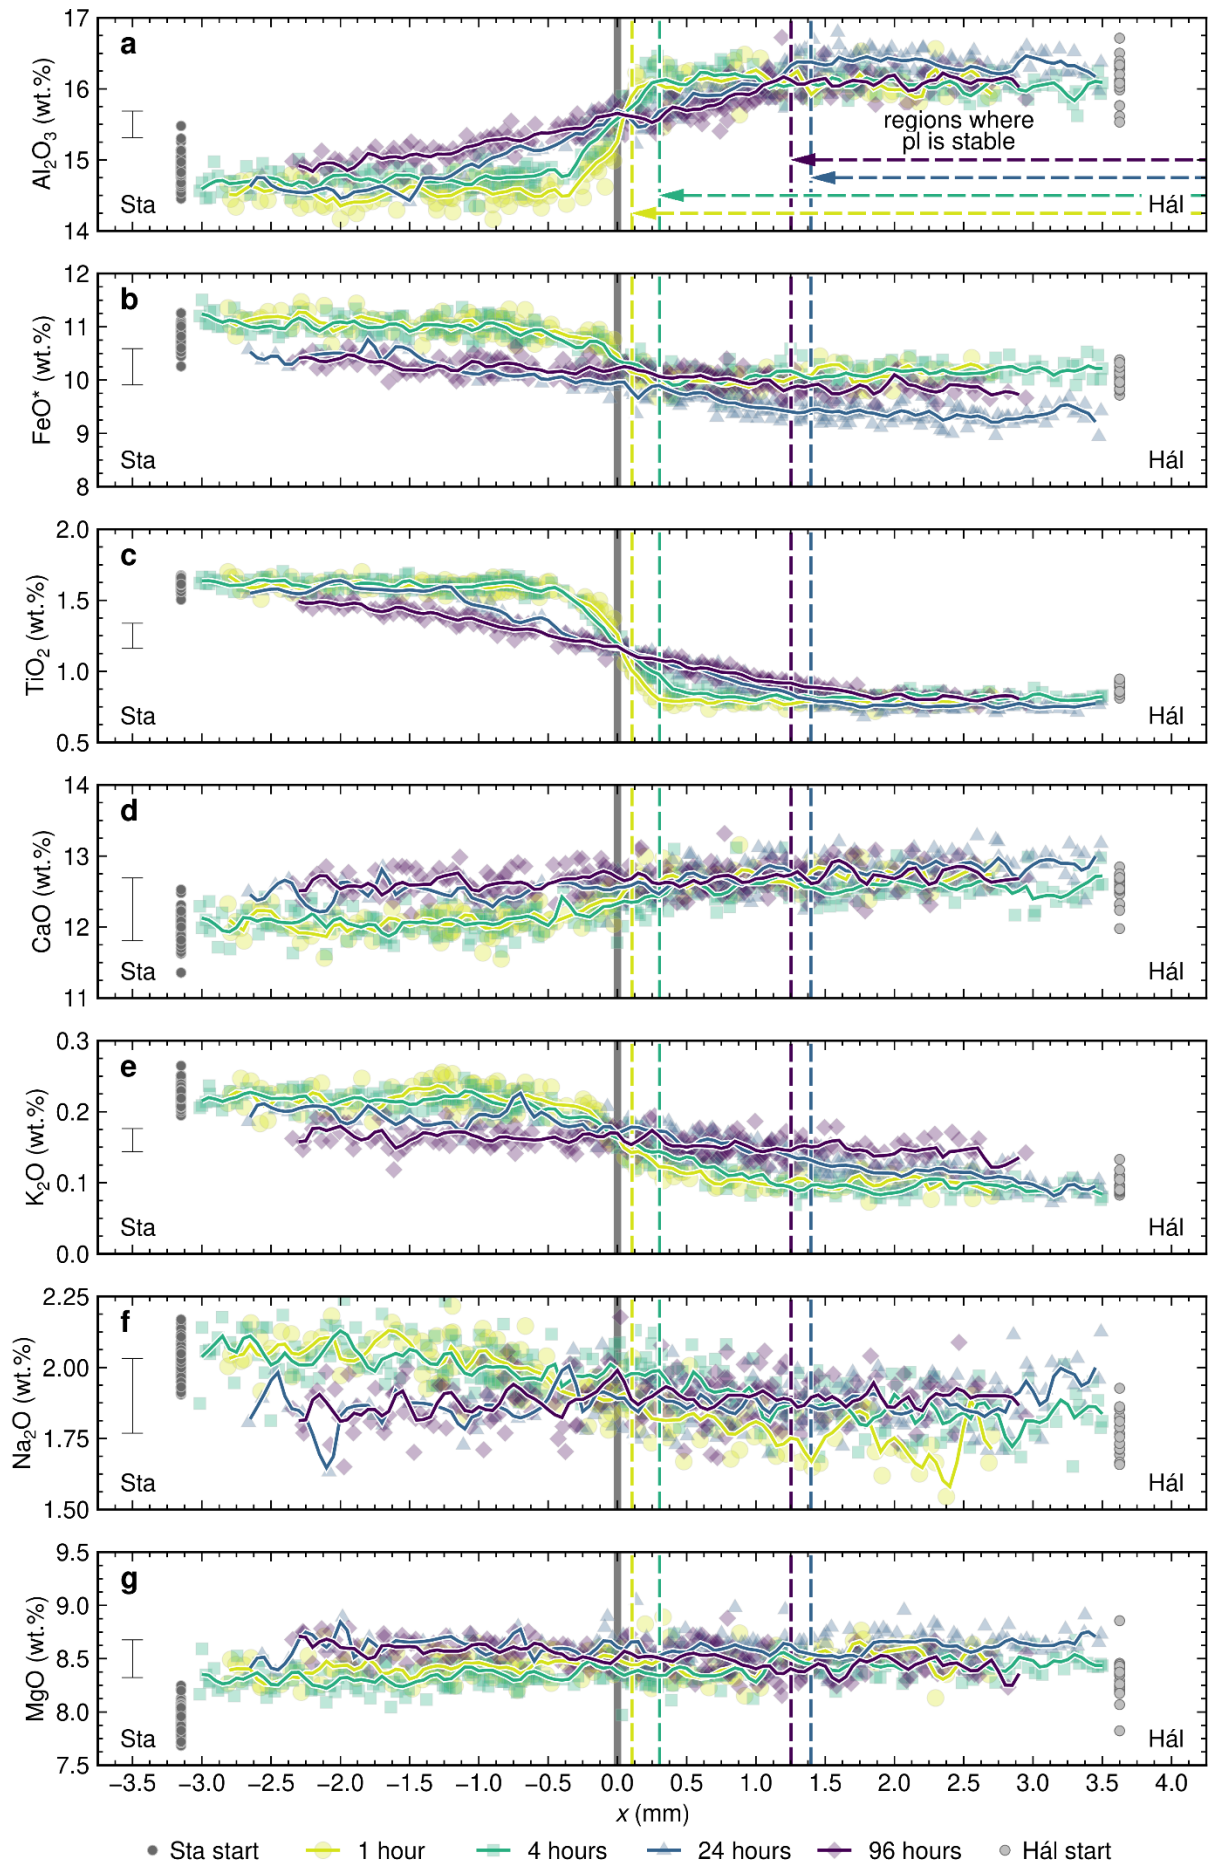 17
a
16
15
14
Al₂O₃ (wt.%)
regions where
pl is stable
Sta
Hál
12
b
11
10
9
8
FeO* (wt.%)
Sta
Hál
2.0
c
1.5
1.0
0.5
TiO₂ (wt.%)
Sta
Hál
14
d
13
12
11
CaO (wt.%)
Sta
Hál
0.3
e
0.2
0.1
0.0
K₂O (wt.%)
Sta
Hál
2.25
f
2.00
1.75
1.50
Na₂O (wt.%)
Sta
Hál
9.5
g
9.0
8.5
8.0
7.5
MgO (wt.%)
Sta
Hál
−3.5 −3.0 −2.5 −2.0 −1.5 −1.0 −0.5 0.0 0.5 1.0 1.5 2.0 2.5 3.0 3.5 4.0
x (mm)
Sta start 1 hour 4 hours 24 hours 96 hours Hál start